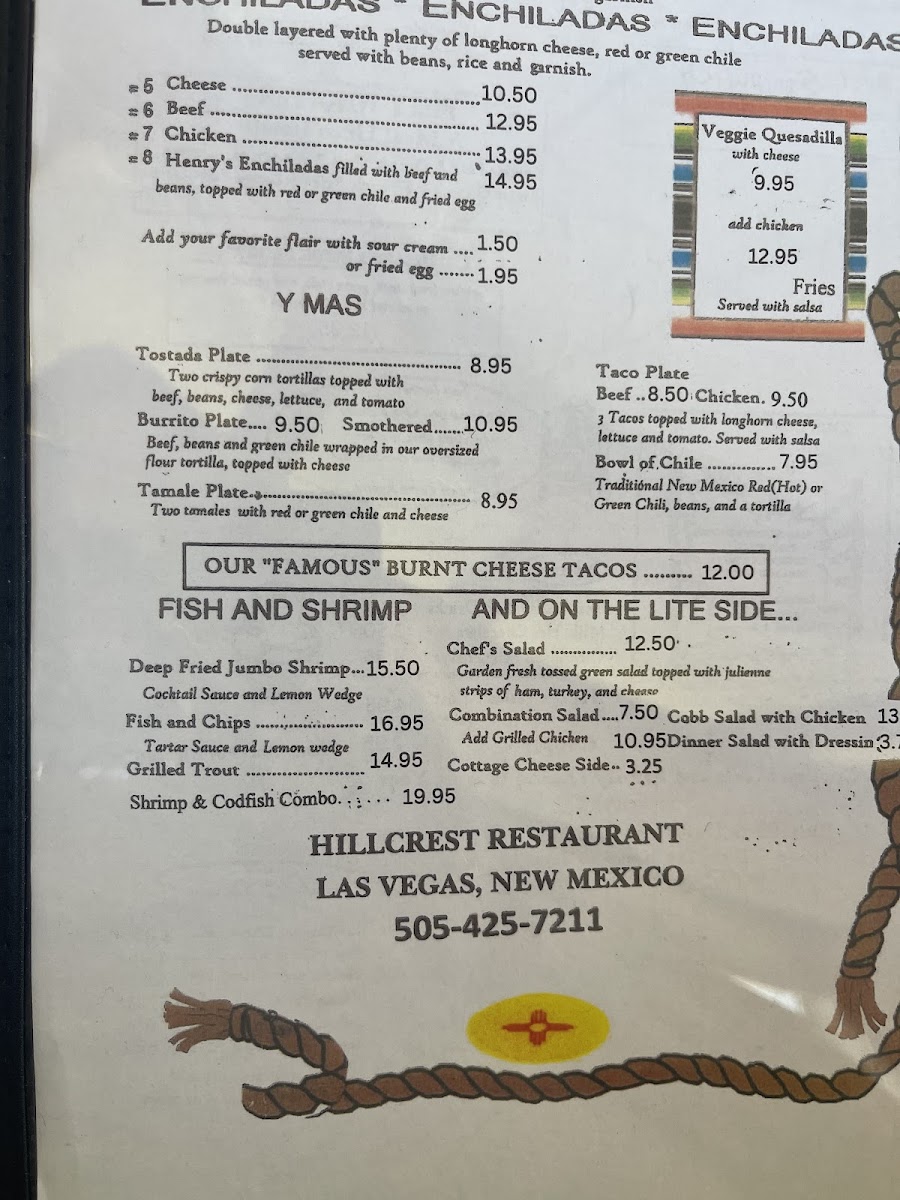 ENCHILADAS * ENCHILADAS * ENCHILADAS
Double layered with plenty of longhorn cheese, red or green chile
served with beans, rice and garnish.
#5 Cheese ........ 10.50
#6 Beef ........ 12.95
#7 Chicken ........ 13.95
#8 Henry's Enchiladas filled with beef and 14.95
beans, topped with red or green chile and fried egg
Add your favorite flair with sour cream .... 1.50
or fried egg ....... 1.95
Veggie Quesadilla
with cheese
9.95
add chicken
12.95
Fries
Served with salsa
Y MAS
Tostada Plate ........ 8.95
Two crispy corn tortillas topped with
beef, beans, cheese, lettuce, and tomato
Burrito Plate.... 9.50 Smothered.......10.95
Beef, beans and green chile wrapped in our oversized
flour tortilla, topped with cheese
Tamale Plate........ 8.95
Two tamales with red or green chile and cheese
Taco Plate
Beef ..8.50 Chicken. 9.50
3 Tacos topped with longhorn cheese,
lettuce and tomato. Served with salsa
Bowl of Chile .............. 7.95
Traditional New Mexico Red(Hot) or
Green Chili, beans, and a tortilla
OUR "FAMOUS" BURNT CHEESE TACOS ......... 12.00
FISH AND SHRIMP
Deep Fried Jumbo Shrimp...15.50
Cocktail Sauce and Lemon Wedge
Fish and Chips ........ 16.95
Tartar Sauce and Lemon wedge
Grilled Trout ........ 14.95
Shrimp & Codfish Combo. ...... 19.95
AND ON THE LITE SIDE...
Chef's Salad ............... 12.50
Garden fresh tossed green salad topped with julienne
strips of ham, turkey, and cheese
Combination Salad....7.50 Cobb Salad with Chicken 13
Add Grilled Chicken 10.95 Dinner Salad with Dressin 3.7
Cottage Cheese Side.. 3.25
HILLCREST RESTAURANT
LAS VEGAS, NEW MEXICO
505-425-7211